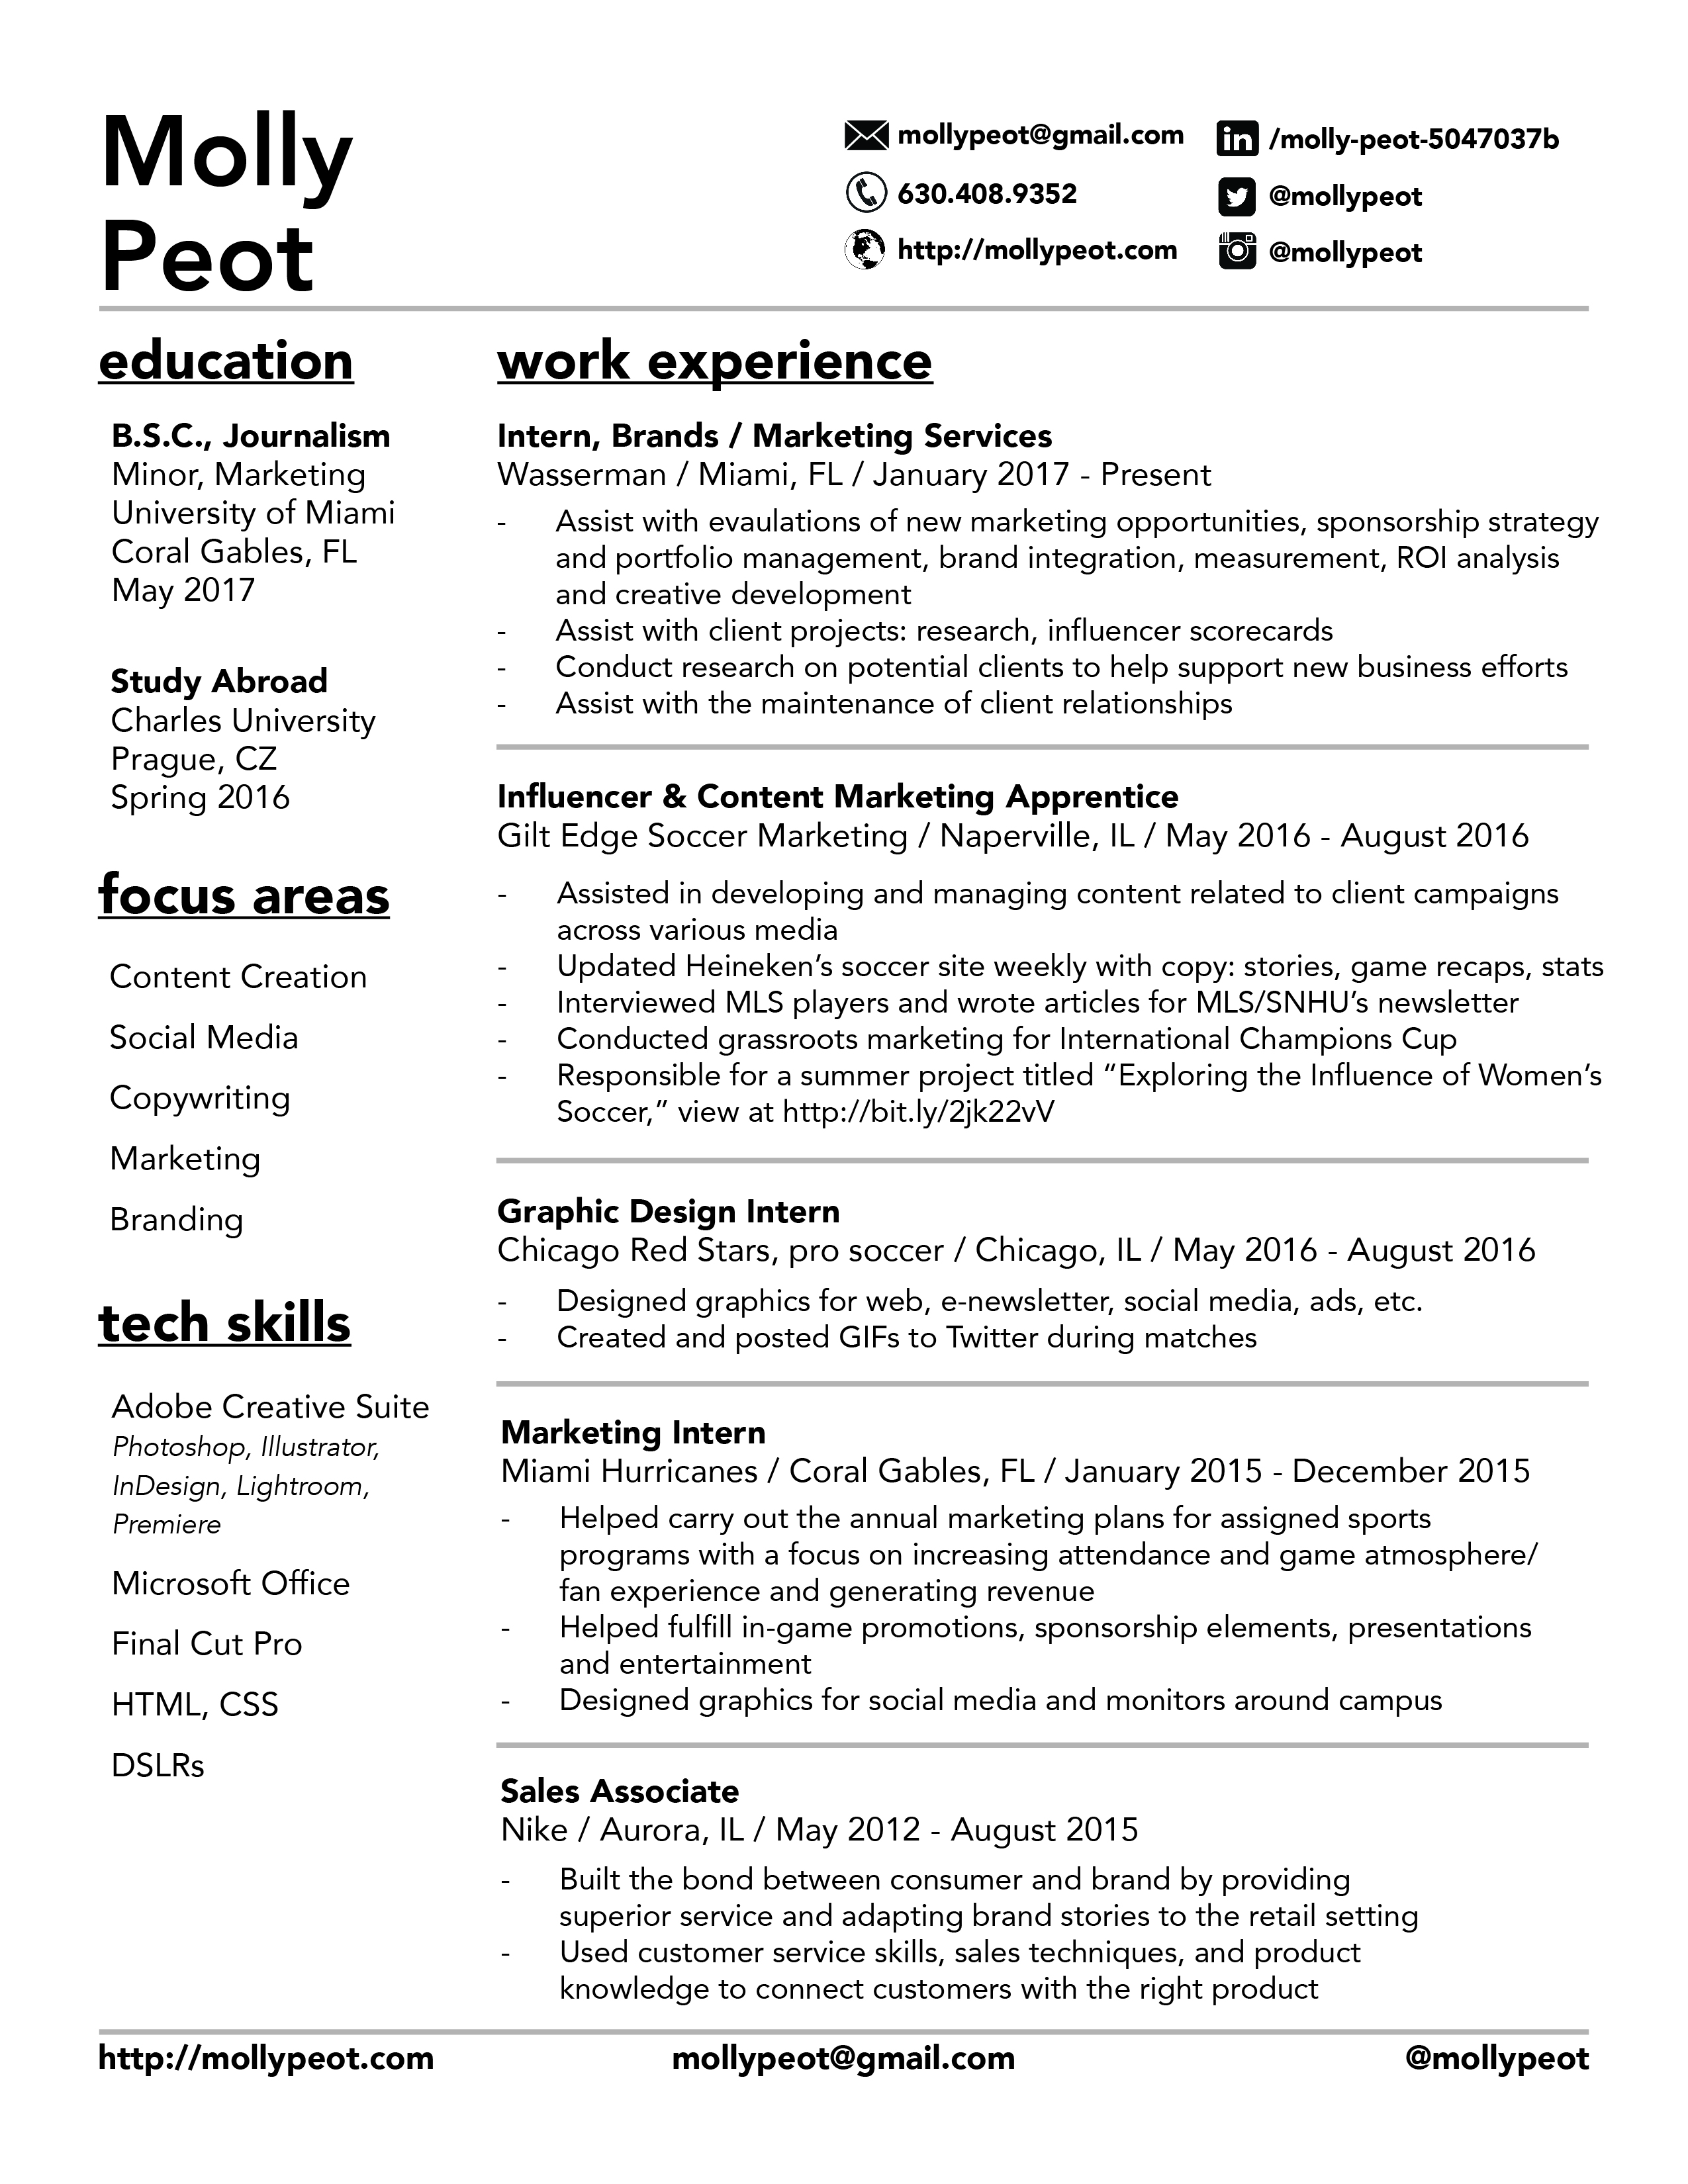 Molly
Peot
mollypeot@gmail.com
630.408.9352
http://mollypeot.com
/molly-peot-5047037b
@mollypeot
@mollypeot
education
B.S.C., Journalism
Minor, Marketing
University of Miami
Coral Gables, FL
May 2017
Study Abroad
Charles University
Prague, CZ
Spring 2016
focus areas
Content Creation
Social Media
Copywriting
Marketing
Branding
tech skills
Adobe Creative Suite
Photoshop, Illustrator,
InDesign, Lightroom,
Premiere
Microsoft Office
Final Cut Pro
HTML, CSS
DSLRs
work experience
Intern, Brands / Marketing Services
Wasserman / Miami, FL / January 2017 - Present
- Assist with evaulations of new marketing opportunities, sponsorship strategy
and portfolio management, brand integration, measurement, ROI analysis
and creative development
- Assist with client projects: research, influencer scorecards
- Conduct research on potential clients to help support new business efforts
- Assist with the maintenance of client relationships
Influencer & Content Marketing Apprentice
Gilt Edge Soccer Marketing / Naperville, IL / May 2016 - August 2016
- Assisted in developing and managing content related to client campaigns
across various media
- Updated Heineken’s soccer site weekly with copy: stories, game recaps, stats
- Interviewed MLS players and wrote articles for MLS/SNHU’s newsletter
- Conducted grassroots marketing for International Champions Cup
- Responsible for a summer project titled “Exploring the Influence of Women’s
Soccer,” view at http://bit.ly/2jk22vV
Graphic Design Intern
Chicago Red Stars, pro soccer / Chicago, IL / May 2016 - August 2016
- Designed graphics for web, e-newsletter, social media, ads, etc.
- Created and posted GIFs to Twitter during matches
Marketing Intern
Miami Hurricanes / Coral Gables, FL / January 2015 - December 2015
- Helped carry out the annual marketing plans for assigned sports
programs with a focus on increasing attendance and game atmosphere/
fan experience and generating revenue
- Helped fulfill in-game promotions, sponsorship elements, presentations
and entertainment
- Designed graphics for social media and monitors around campus
Sales Associate
Nike / Aurora, IL / May 2012 - August 2015
- Built the bond between consumer and brand by providing
superior service and adapting brand stories to the retail setting
- Used customer service skills, sales techniques, and product
knowledge to connect customers with the right product
http://mollypeot.com
mollypeot@gmail.com
@mollypeot